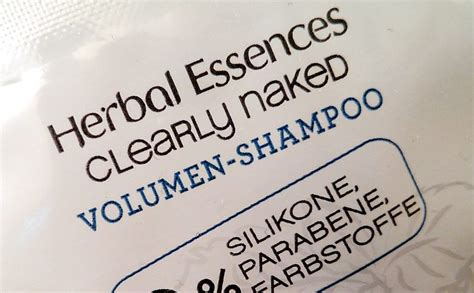 Herbal Essences
CLEARLY NAKED
VOLUMEN-SHAMPOO
%
SILIKONE,
PARABENE,
FARBSTOFFE